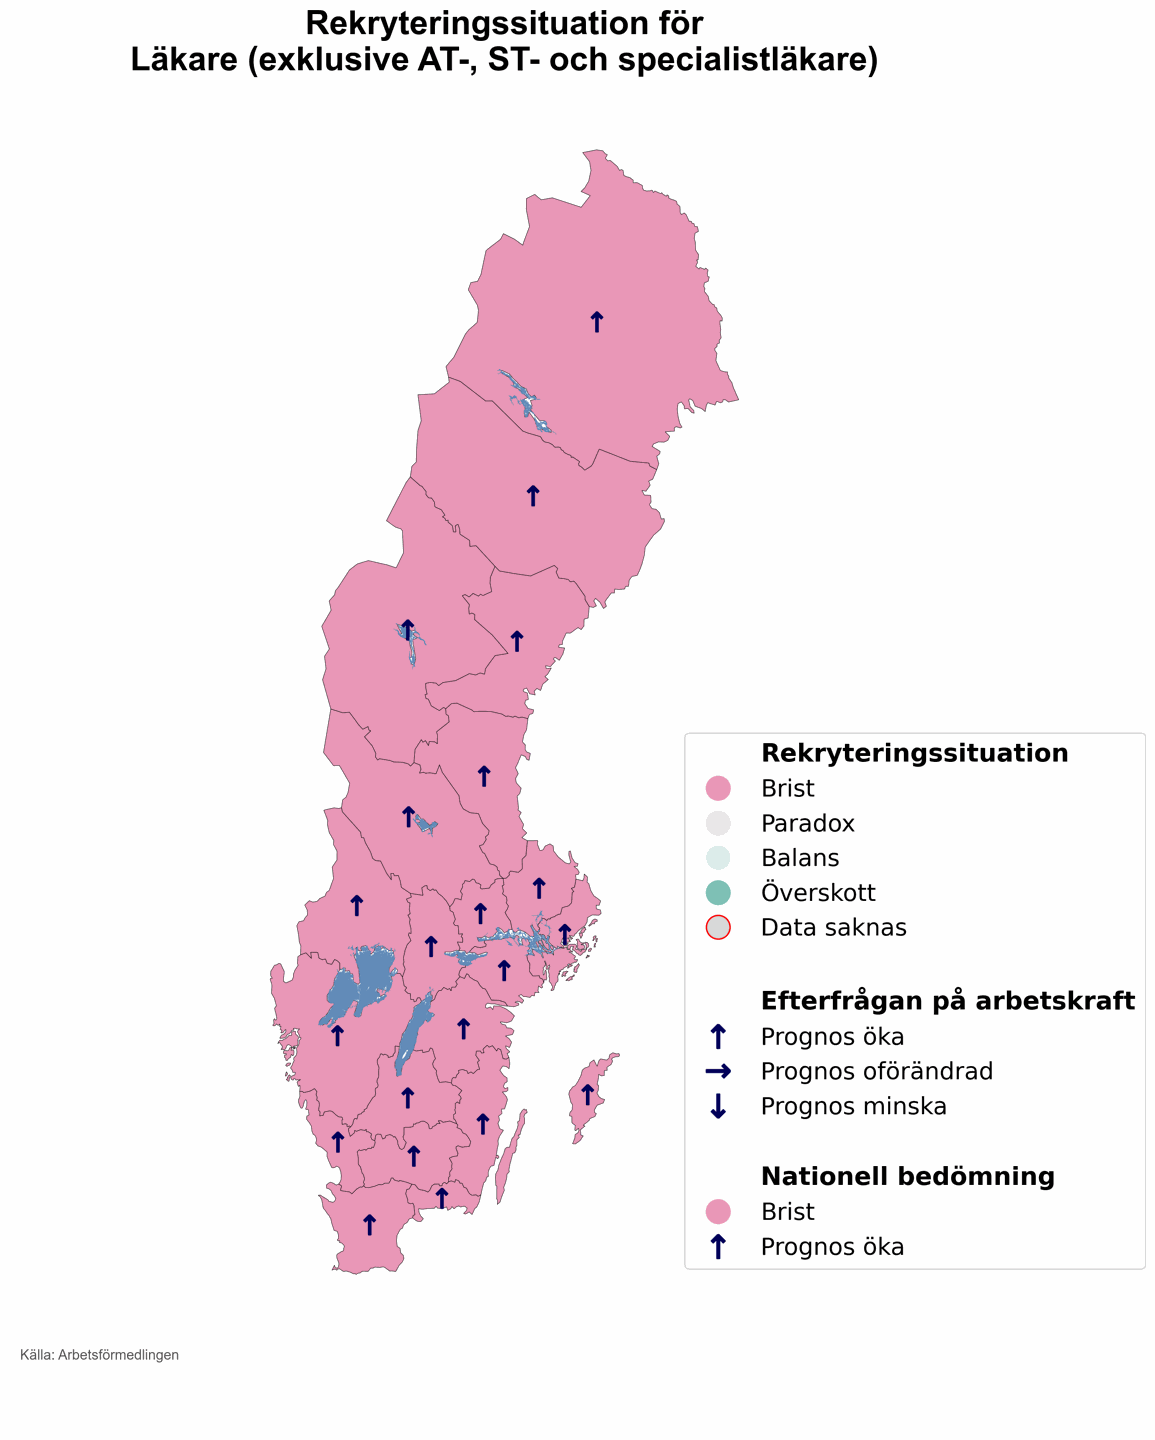 Rekryteringssituation för
Läkare (exklusive AT-, ST- och specialistläkare)
Rekryteringssituation
Brist
Paradox
Balans
Överskott
Data saknas
Efterfrågan på arbetskraft
Prognos öka
Prognos oförändrad
Prognos minska
Nationell bedömning
Brist
Prognos öka
Källa: Arbetsförmedlingen